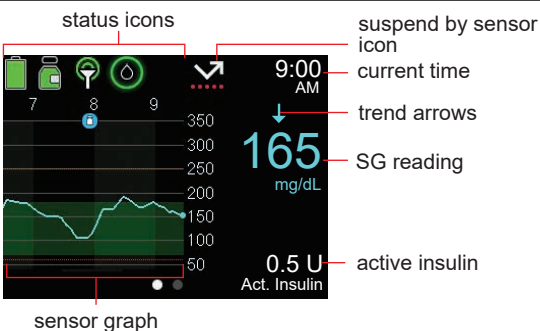 status icons
suspend by sensor
icon
9:00
AM
current time
7 8 9
trend arrows
350
300
250
200
150
100
50
165
mg/dL
SG reading
0.5 U
Act. Insulin
active insulin
sensor graph